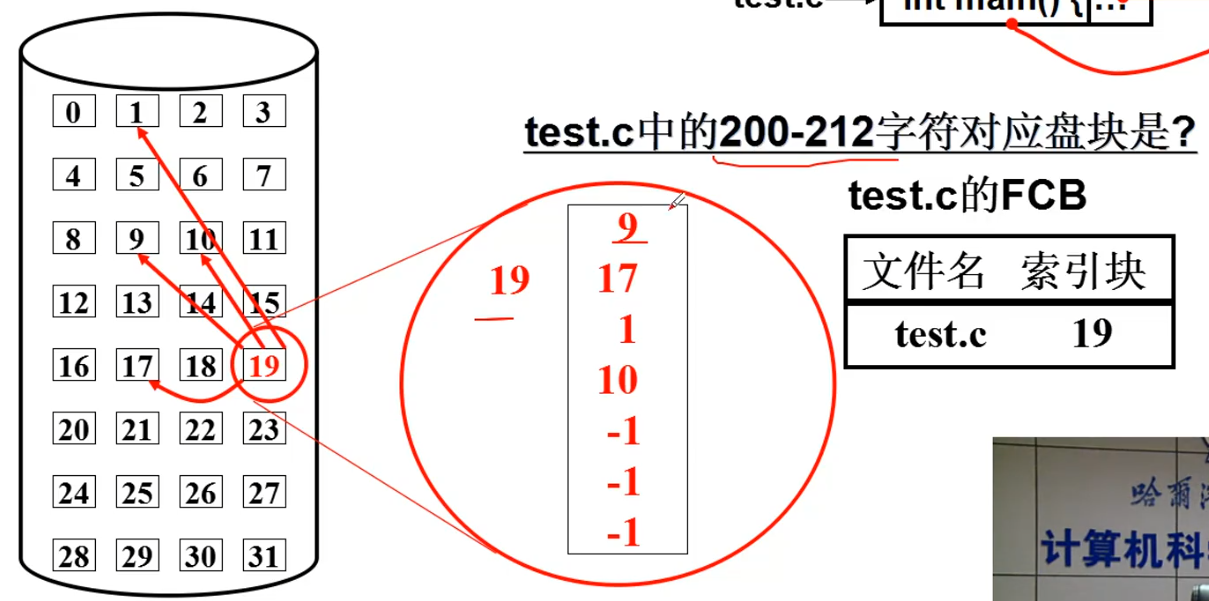 test.c
int main() {
test.c中的200-212字符对应盘块是?
test.c的FCB
文件名 索引块
test.c 19
0 1 2 3
4 5 6 7
8 9 10 11
12 13 14 15
16 17 18 19
20 21 22 23
24 25 26 27
28 29 30 31
19
9
17
1
10
-1
-1
-1
哈爾
计算机科